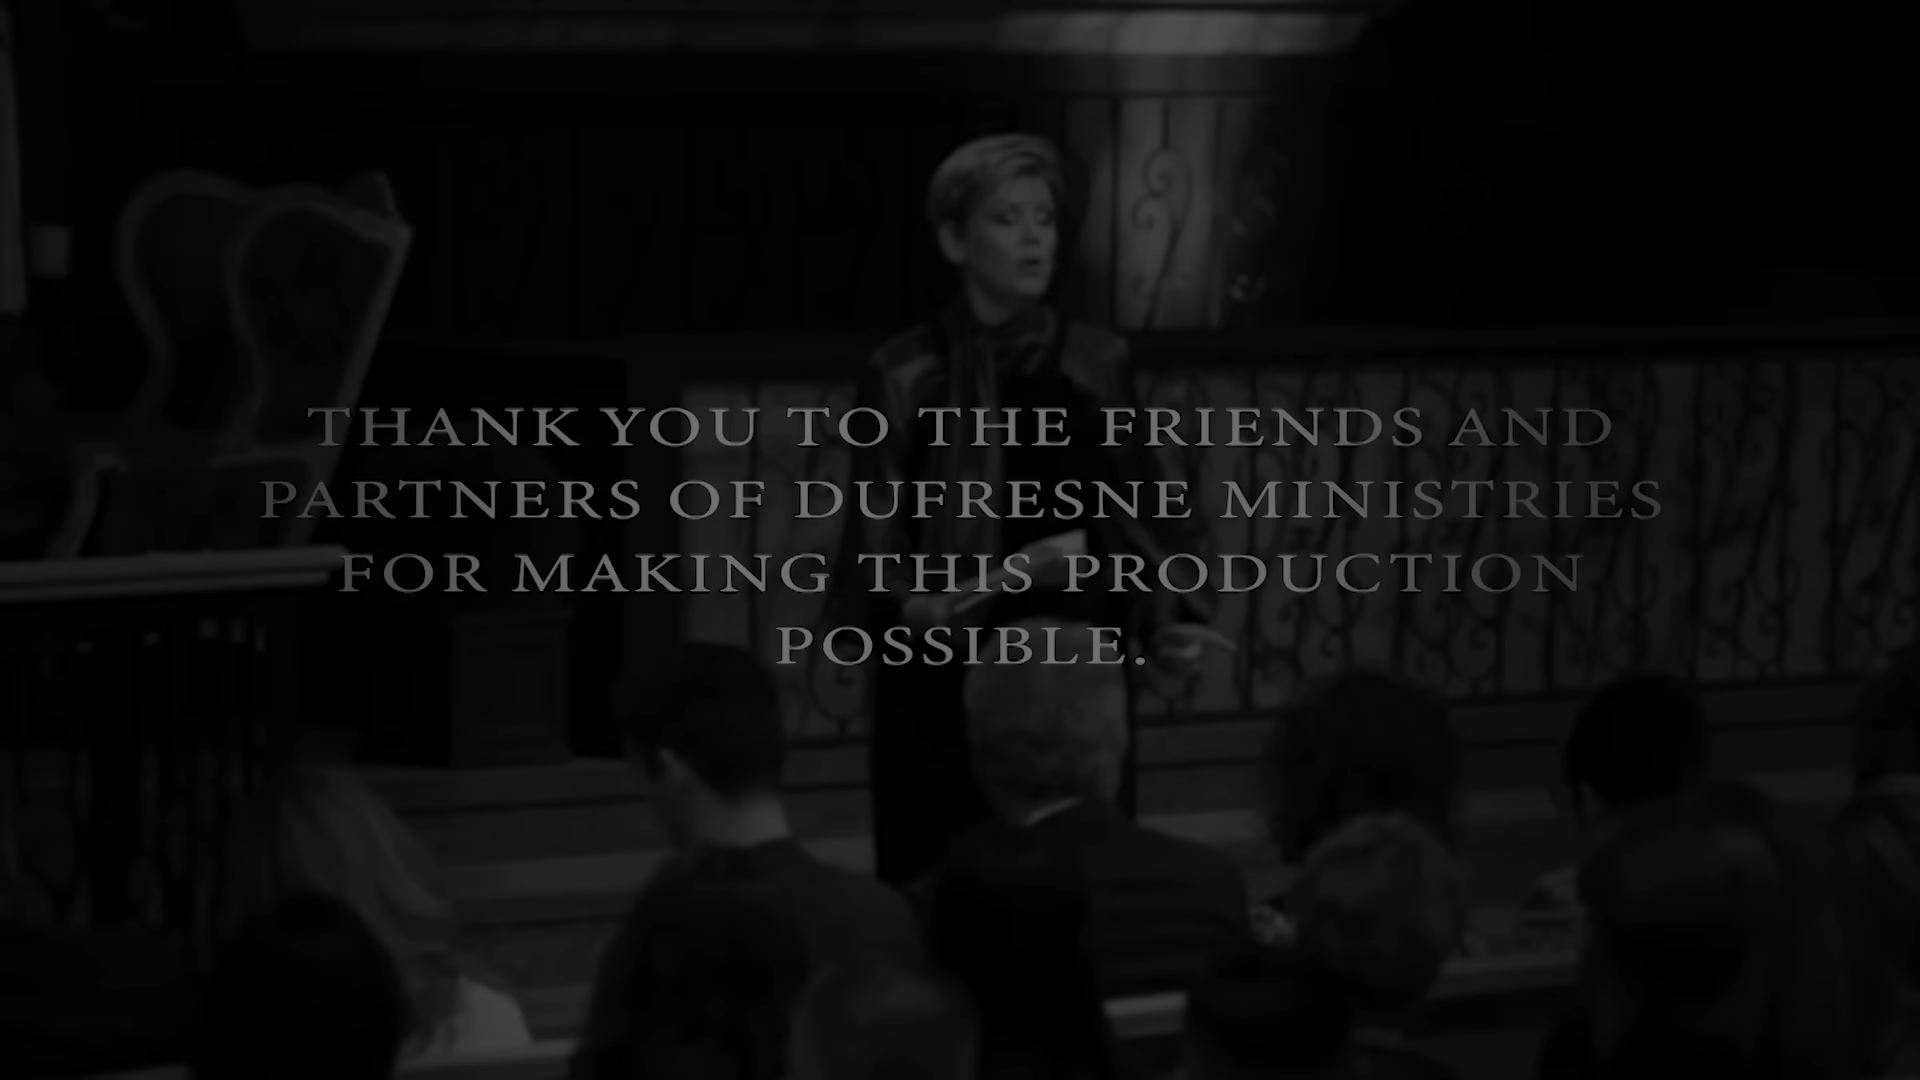 THANK YOU TO THE FRIENDS AND
PARTNERS OF DUFRESNE MINISTRIES
FOR MAKING THIS PRODUCTION
POSSIBLE.